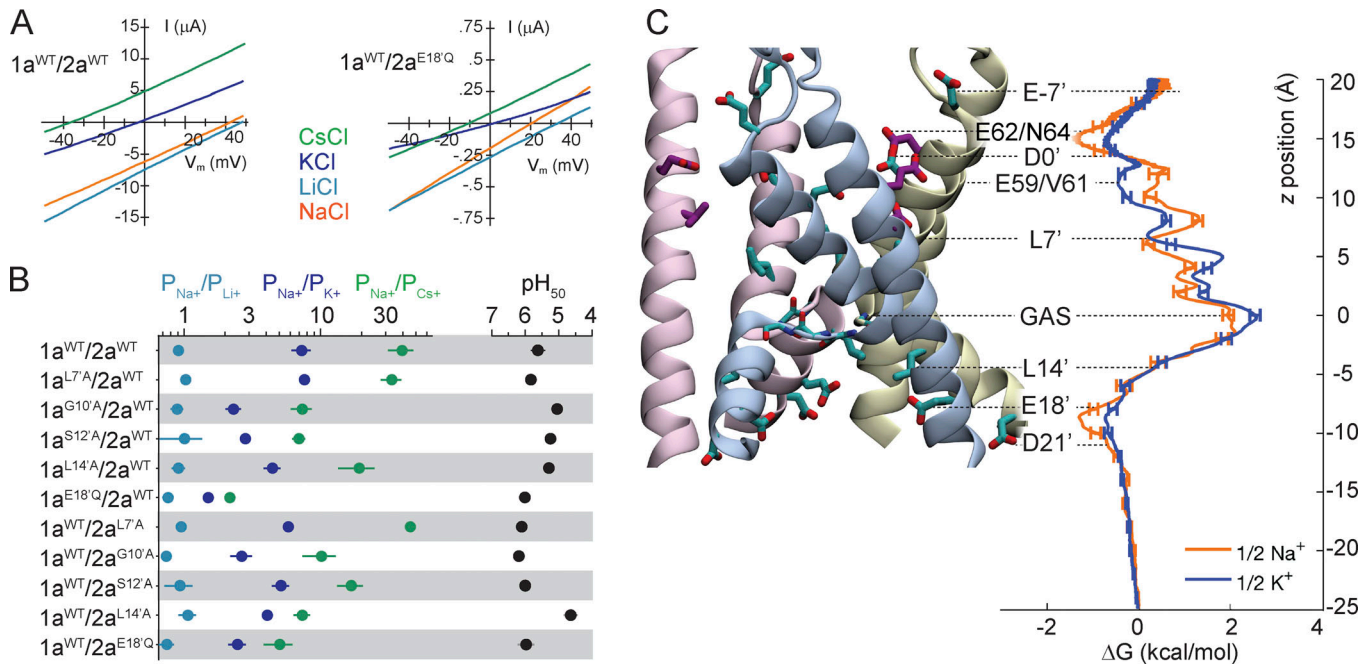 A
I (µA)
1a^WT/2a^WT
15
10
5
-40
20
40
V_m (mV)
-10
-15
I (µA)
1a^WT/2a^E18'Q
.75
.25
-40
20
40
V_m (mV)
-.25
-.5
-.75
CsCl
KCl
LiCl
NaCl
B
P_Na+/P_Li+ P_Na+/P_K+ P_Na+/P_Cs+ pH_50
1 3 10 30 7 6 5 4
1a^WT/2a^WT
1a^L7'A/2a^WT
1a^G10'A/2a^WT
1a^S12'A/2a^WT
1a^L14'A/2a^WT
1a^E18'Q/2a^WT
1a^WT/2a^L7'A
1a^WT/2a^G10'A
1a^WT/2a^S12'A
1a^WT/2a^L14'A
1a^WT/2a^E18'Q
C
E-7'
E62/N64
D0'
E59/V61
L7'
GAS
L14'
E18'
D21'
20
15
10
5
0
-5
-10
-15
-20
-25
z position (Å)
1/2 Na⁺
1/2 K⁺
-2 0 2 4
ΔG (kcal/mol)